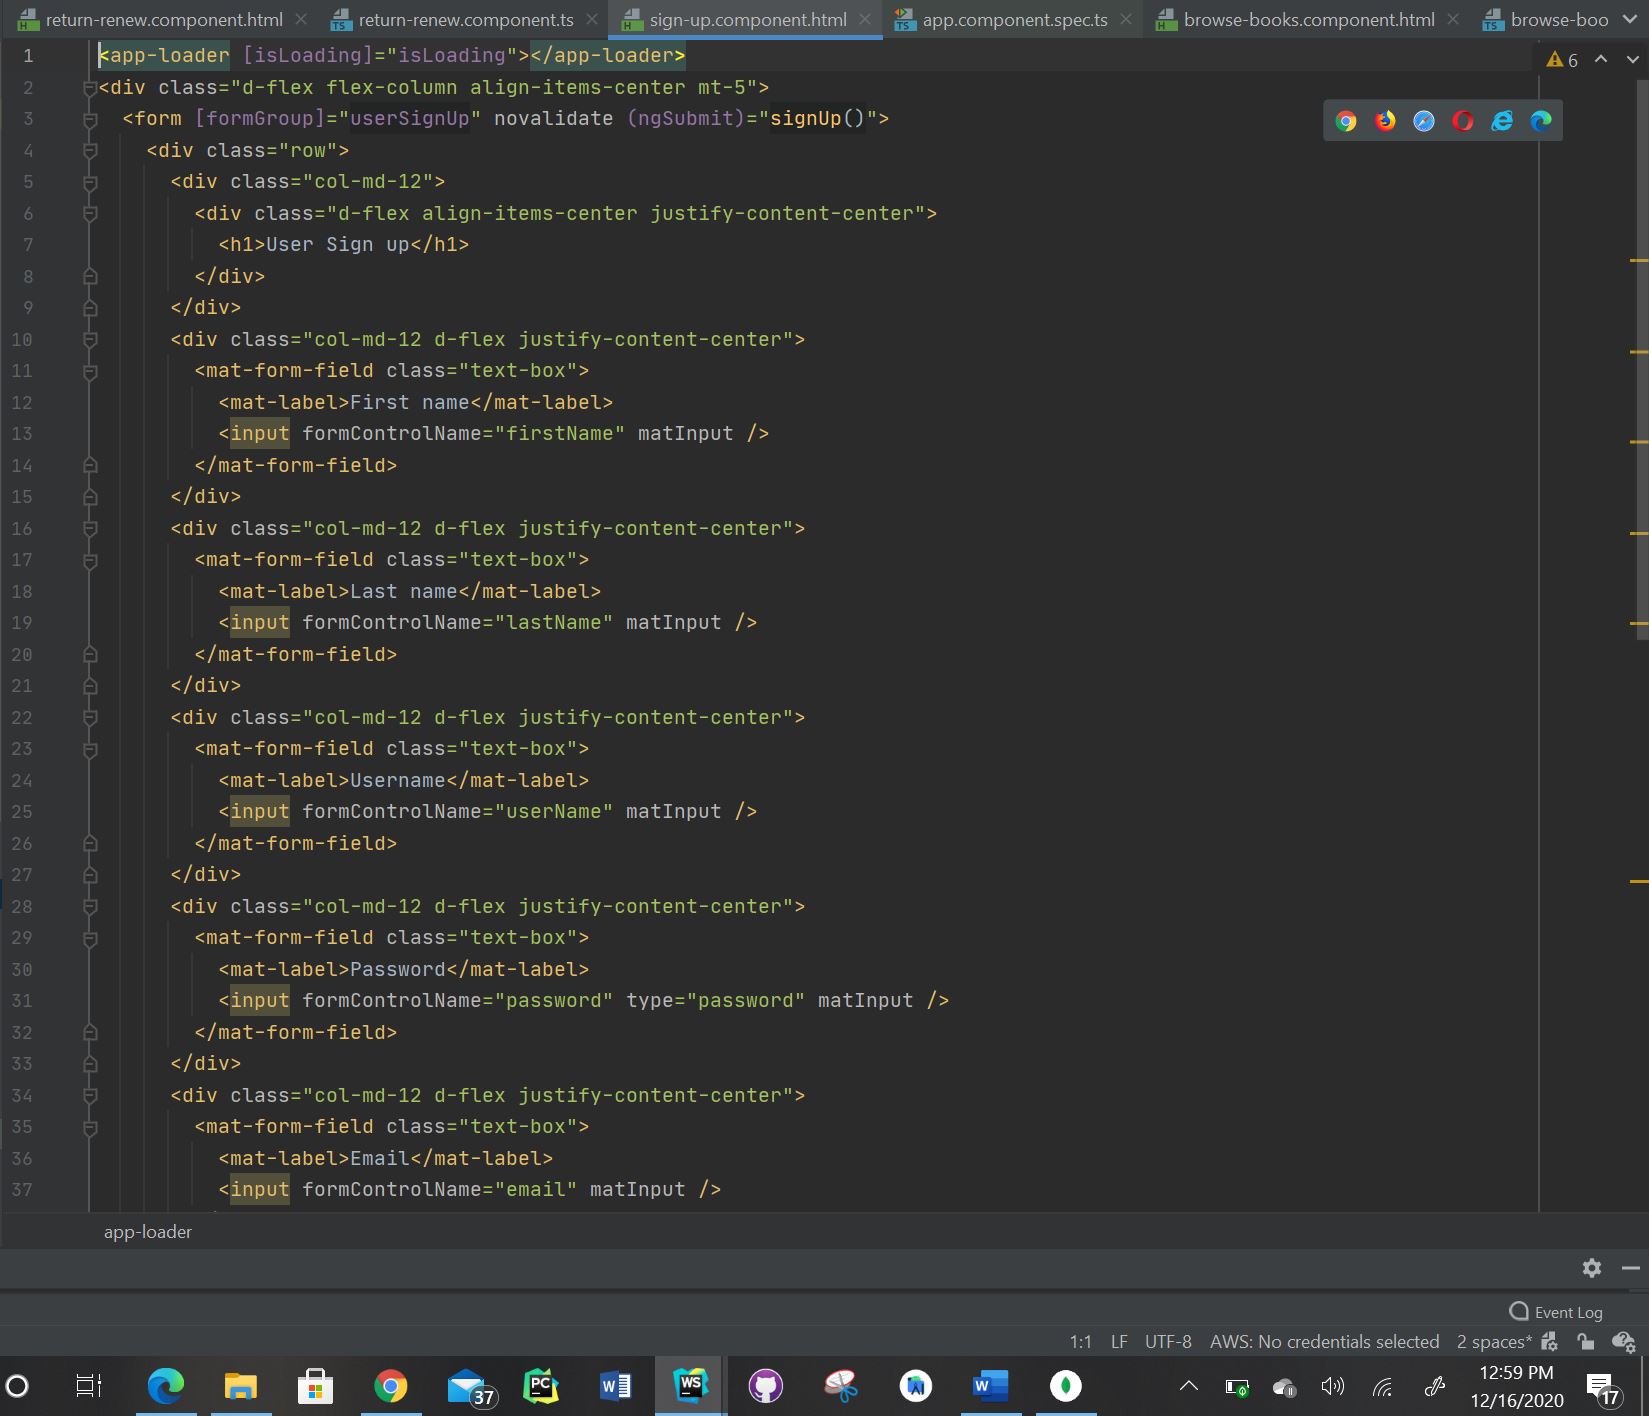 return-renew.component.html return-renew.component.ts sign-up.component.html app.component.spec.ts browse-books.component.html browse-boo
1 <app-loader [isLoading]="isLoading"></app-loader> 6
2 <div class="d-flex flex-column align-items-center mt-5">
3 <form [formGroup]="userSignUp" novalidate (ngSubmit)="signUp()">
4 <div class="row">
5 <div class="col-md-12">
6 <div class="d-flex align-items-center justify-content-center">
7 <h1>User Sign up</h1>
8 </div>
9 </div>
10 <div class="col-md-12 d-flex justify-content-center">
11 <mat-form-field class="text-box">
12 <mat-label>First name</mat-label>
13 <input formControlName="firstName" matInput />
14 </mat-form-field>
15 </div>
16 <div class="col-md-12 d-flex justify-content-center">
17 <mat-form-field class="text-box">
18 <mat-label>Last name</mat-label>
19 <input formControlName="lastName" matInput />
20 </mat-form-field>
21 </div>
22 <div class="col-md-12 d-flex justify-content-center">
23 <mat-form-field class="text-box">
24 <mat-label>Username</mat-label>
25 <input formControlName="userName" matInput />
26 </mat-form-field>
27 </div>
28 <div class="col-md-12 d-flex justify-content-center">
29 <mat-form-field class="text-box">
30 <mat-label>Password</mat-label>
31 <input formControlName="password" type="password" matInput />
32 </mat-form-field>
33 </div>
34 <div class="col-md-12 d-flex justify-content-center">
35 <mat-form-field class="text-box">
36 <mat-label>Email</mat-label>
37 <input formControlName="email" matInput />
app-loader
Event Log
1:1 LF UTF-8 AWS: No credentials selected 2 spaces*
37 PC W WS W 12:59 PM
12/16/2020 17